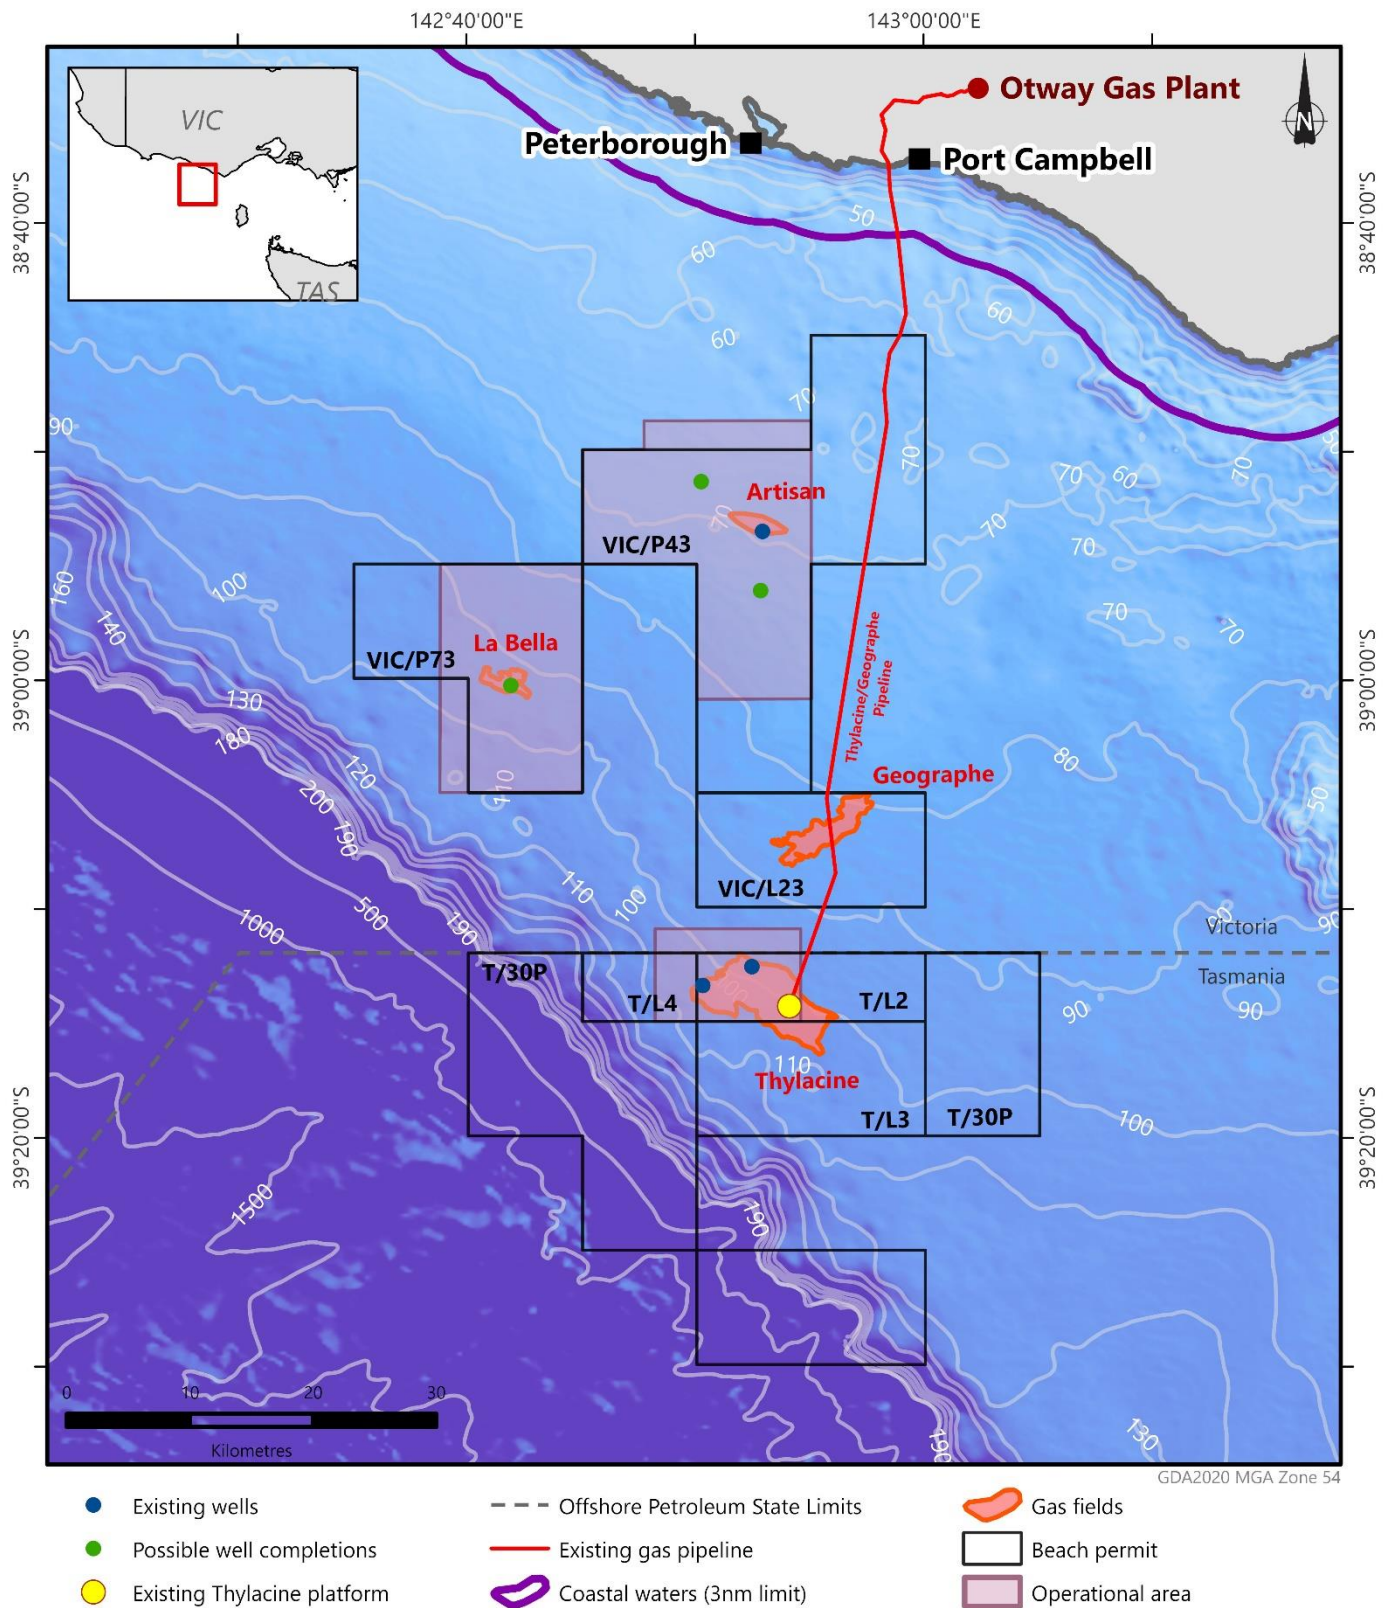 142°40'00"E
143°00'00"E
VIC
TAS
Otway Gas Plant
N
Peterborough
Port Campbell
38°40'00"S
38°40'00"S
50
60
60
60
70
90
70
70
60
70
Artisan
70
70
70
VIC/P43
160
100
140
70
70
La Bella
VIC/P73
39°00'00"S
39°00'00"S
130
180
Thylacine/Geographe
Pipeline
80
120
110
Geographe
200
190
50
110
VIC/L23
100
500
1000
190
90
90
Victoria
Tasmania
T/30P
T/L4
100
T/L2
90
90
110
Thylacine
T/L3
T/30P
100
39°20'00"S
39°20'00"S
1500
190
0
10
20
30
Kilometres
130
190
GDA2020 MGA Zone 54
Existing wells
Offshore Petroleum State Limits
Gas fields
Possible well completions
Existing gas pipeline
Beach permit
Existing Thylacine platform
Coastal waters (3nm limit)
Operational area